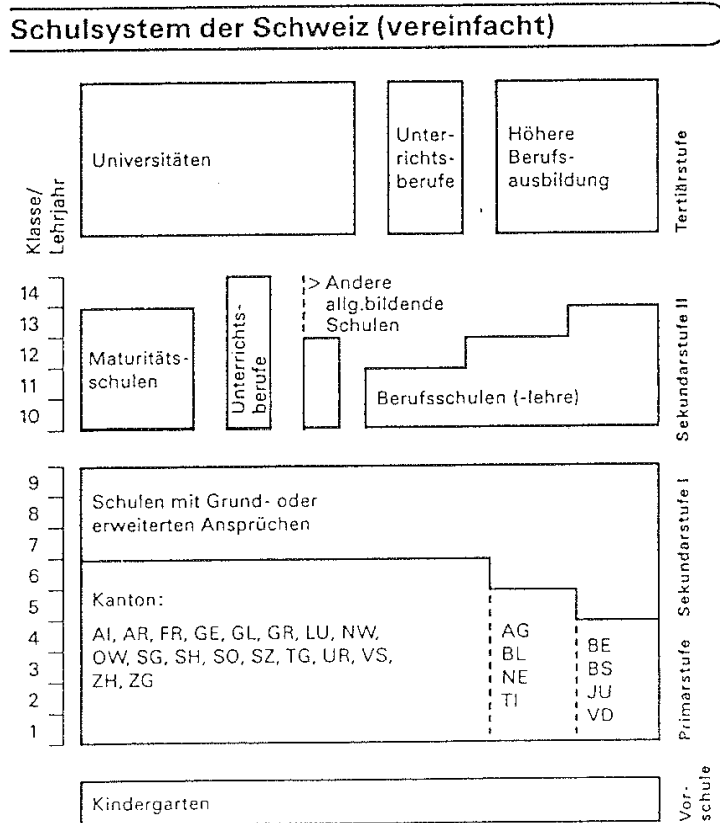 Schulsystem der Schweiz (vereinfacht)
Universitäten
Unter-
richts-
berufe
Höhere
Berufs-
ausbildung
Tertiärstufe
Klasse/
Lehrjahr
14
13
12
11
10
Maturitäts-
schulen
Unterrichts-
berufe
> Andere
allg.bildende
Schulen
Berufsschulen (-lehre)
Sekundarstufe II
9
8
7
6
5
4
3
2
1
Schulen mit Grund- oder
erweiterten Ansprüchen
Sekundarstufe I
Kanton:
AI, AR, FR, GE, GL, GR, LU, NW,
OW, SG, SH, SO, SZ, TG, UR, VS,
ZH, ZG
AG
BL
NE
TI
BE
BS
JU
VD
Primarstufe
Kindergarten
Vor-
schule